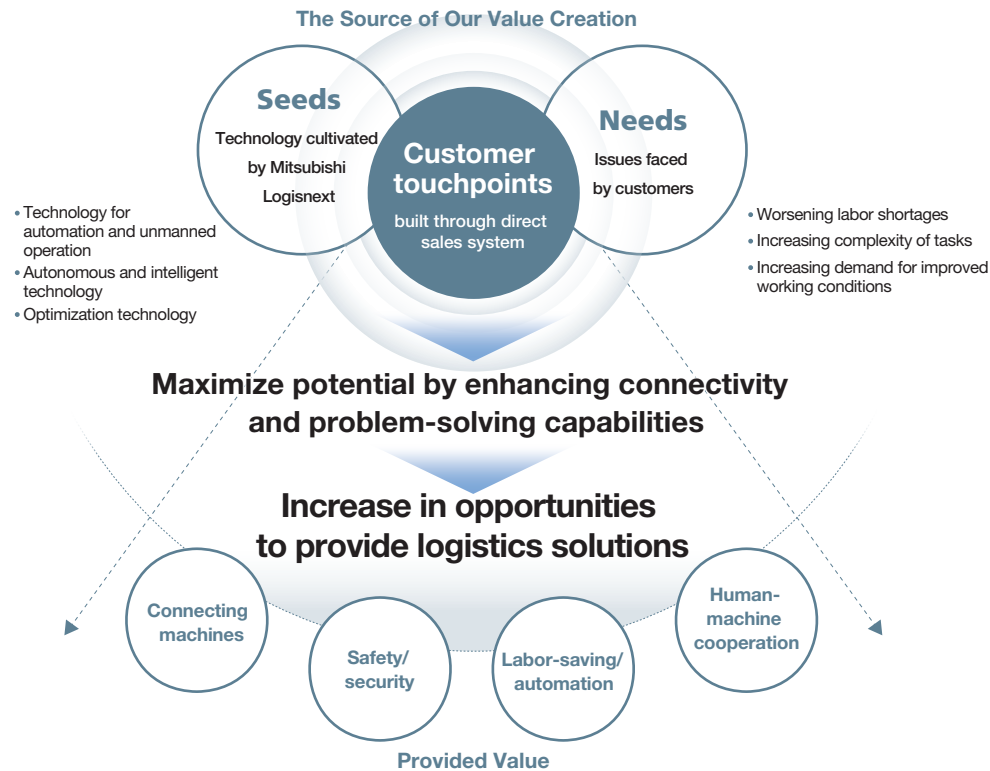 The Source of Our Value Creation
Seeds
Technology cultivated
by Mitsubishi
Logisnext
Customer
touchpoints
built through direct
sales system
Needs
Issues faced
by customers
• Technology for
automation and unmanned
operation
• Autonomous and intelligent
technology
• Optimization technology
• Worsening labor shortages
• Increasing complexity of tasks
• Increasing demand for improved
working conditions
Maximize potential by enhancing connectivity
and problem-solving capabilities
Increase in opportunities
to provide logistics solutions
Connecting
machines
Safety/
security
Labor-saving/
automation
Human-
machine
cooperation
Provided Value